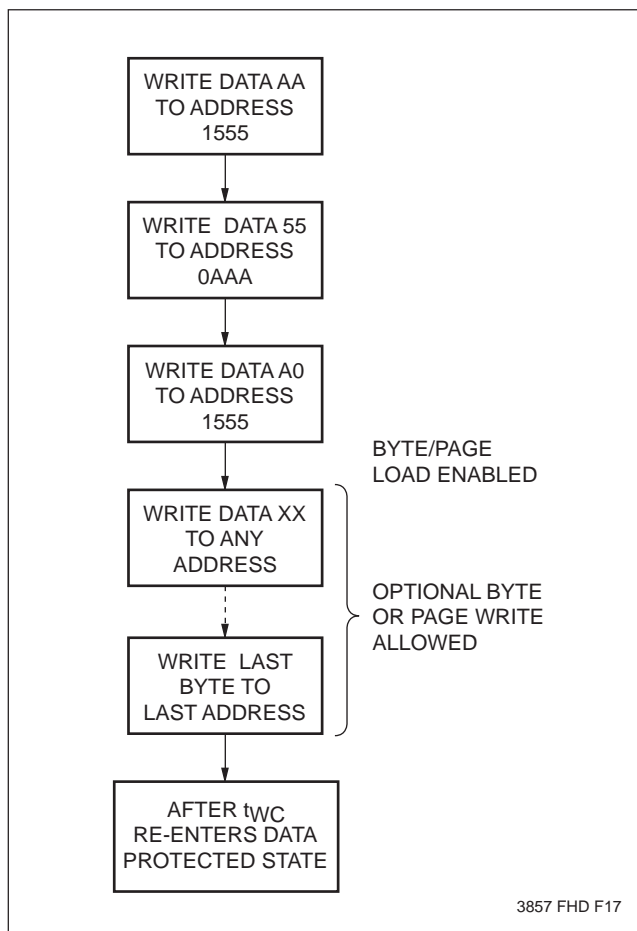 WRITE DATA AA
TO ADDRESS
1555
WRITE DATA 55
TO ADDRESS
0AAA
WRITE DATA A0
TO ADDRESS
1555
BYTE/PAGE
LOAD ENABLED
WRITE DATA XX
TO ANY
ADDRESS
OPTIONAL BYTE
OR PAGE WRITE
ALLOWED
WRITE LAST
BYTE TO
LAST ADDRESS
AFTER tWC
RE-ENTERS DATA
PROTECTED STATE
3857 FHD F17